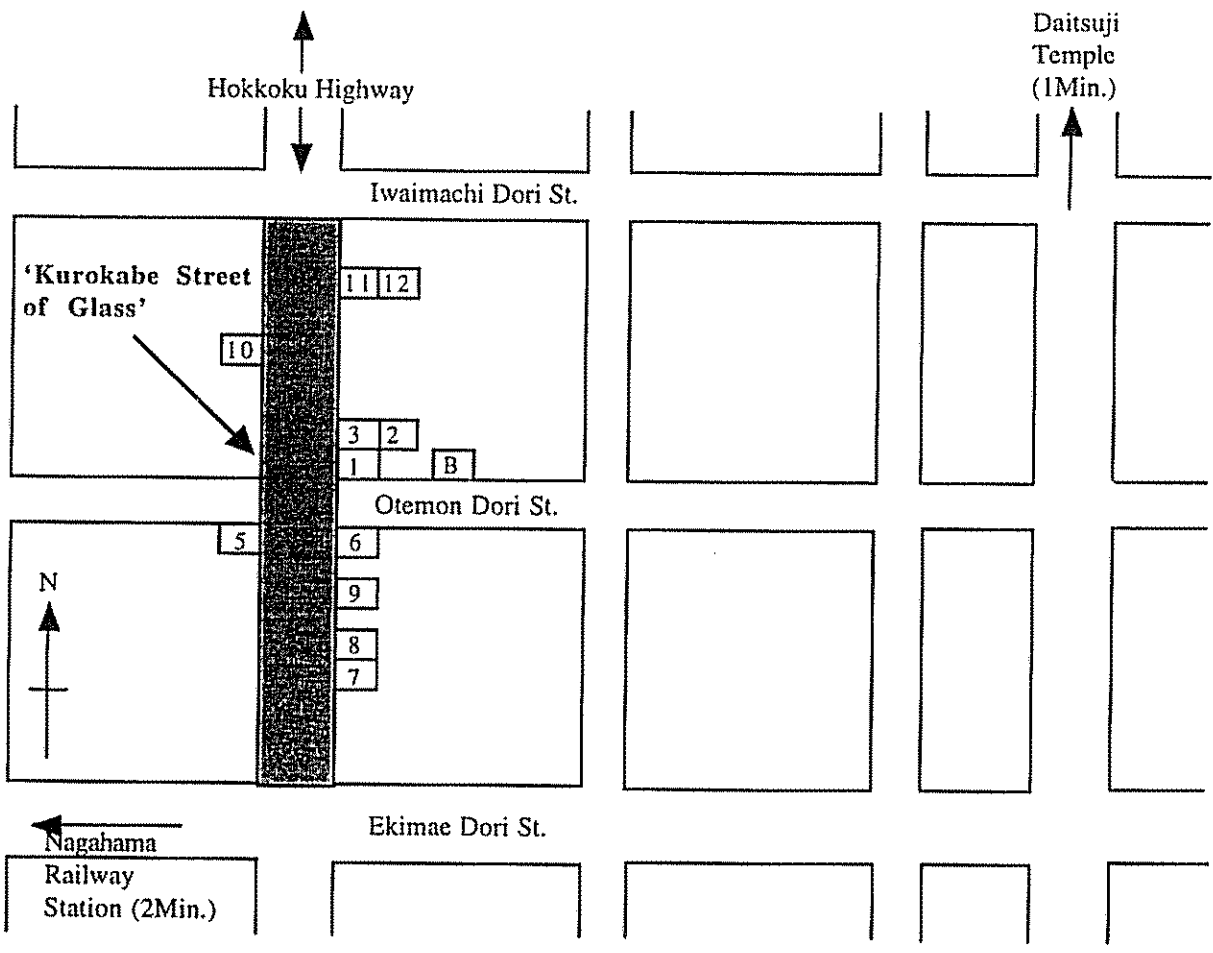 Daitsuji
Temple
(1Min.)
Hokkoku Highway
Iwaimachi Dori St.
'Kurokabe Street
of Glass'
11 12
10
3 2
1 B
Otemon Dori St.
5 6
N
9
8
7
Ekimae Dori St.
Nagahama
Railway
Station (2Min.)